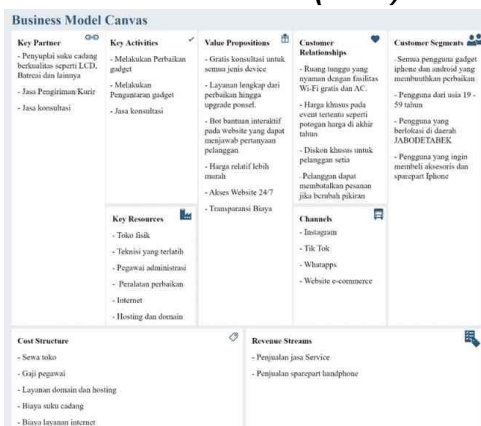 Business Model Canvas
Key Partner
- Penyuplai suku cadang
berkualitas seperti LCD,
Baterai dan lainnya
- Jasa Pengiriman/Kurir
- Jasa konsultasi
Key Activities
- Melakukan Perbaikan
gadget
- Melakukan
Pengantaran gadget
- Jasa konsultasi
Key Resources
- Toko fisik
- Teknisi yang terlatih
- Pegawai administrasi
- Peralatan perbaikan
- Internet
- Hosting dan domain
Value Propositions
- Gratis konsultasi untuk
semua jenis device
- Layanan lengkap dari
perbaikan hingga
upgrade ponsel.
- Bot bantuan interaktif
pada website yang dapat
menjawab pertanyaan
pelanggan
- Harga relatif lebih
murah
- Akses Website 24/7
- Transparansi Biaya
Customer
Relationships
- Ruang tunggu yang
nyaman dengan fasilitas
Wi-Fi gratis dan AC.
- Harga khusus pada
event tertentu seperti
potogan harga di akhir
tahun
- Diskon khusus untuk
pelanggan setia
- Pelanggan dapat
membatalkan pesanan
jika berubah pikiran
Channels
- Instagram
- Tik Tok
- Whatapps
- Website e-commerce
Customer Segments
- Semua pengguna gadget
iphone dan android yang
membuthkan perbaikan
- Pengguna dari usia 19 -
59 tahun
- Pengguna yang
berlokasi di daerah
JABODETABEK
- Pengguna yang ingin
membeli aksesoris dan
sparepart Iphone
Cost Structure
- Sewa toko
- Gaji pegawai
- Layanan domain dan hosting
- Biaya suku cadang
- Biaya layanan internet
Revenue Streams
- Penjualan jasa Service
- Penjualan sparepart handphone